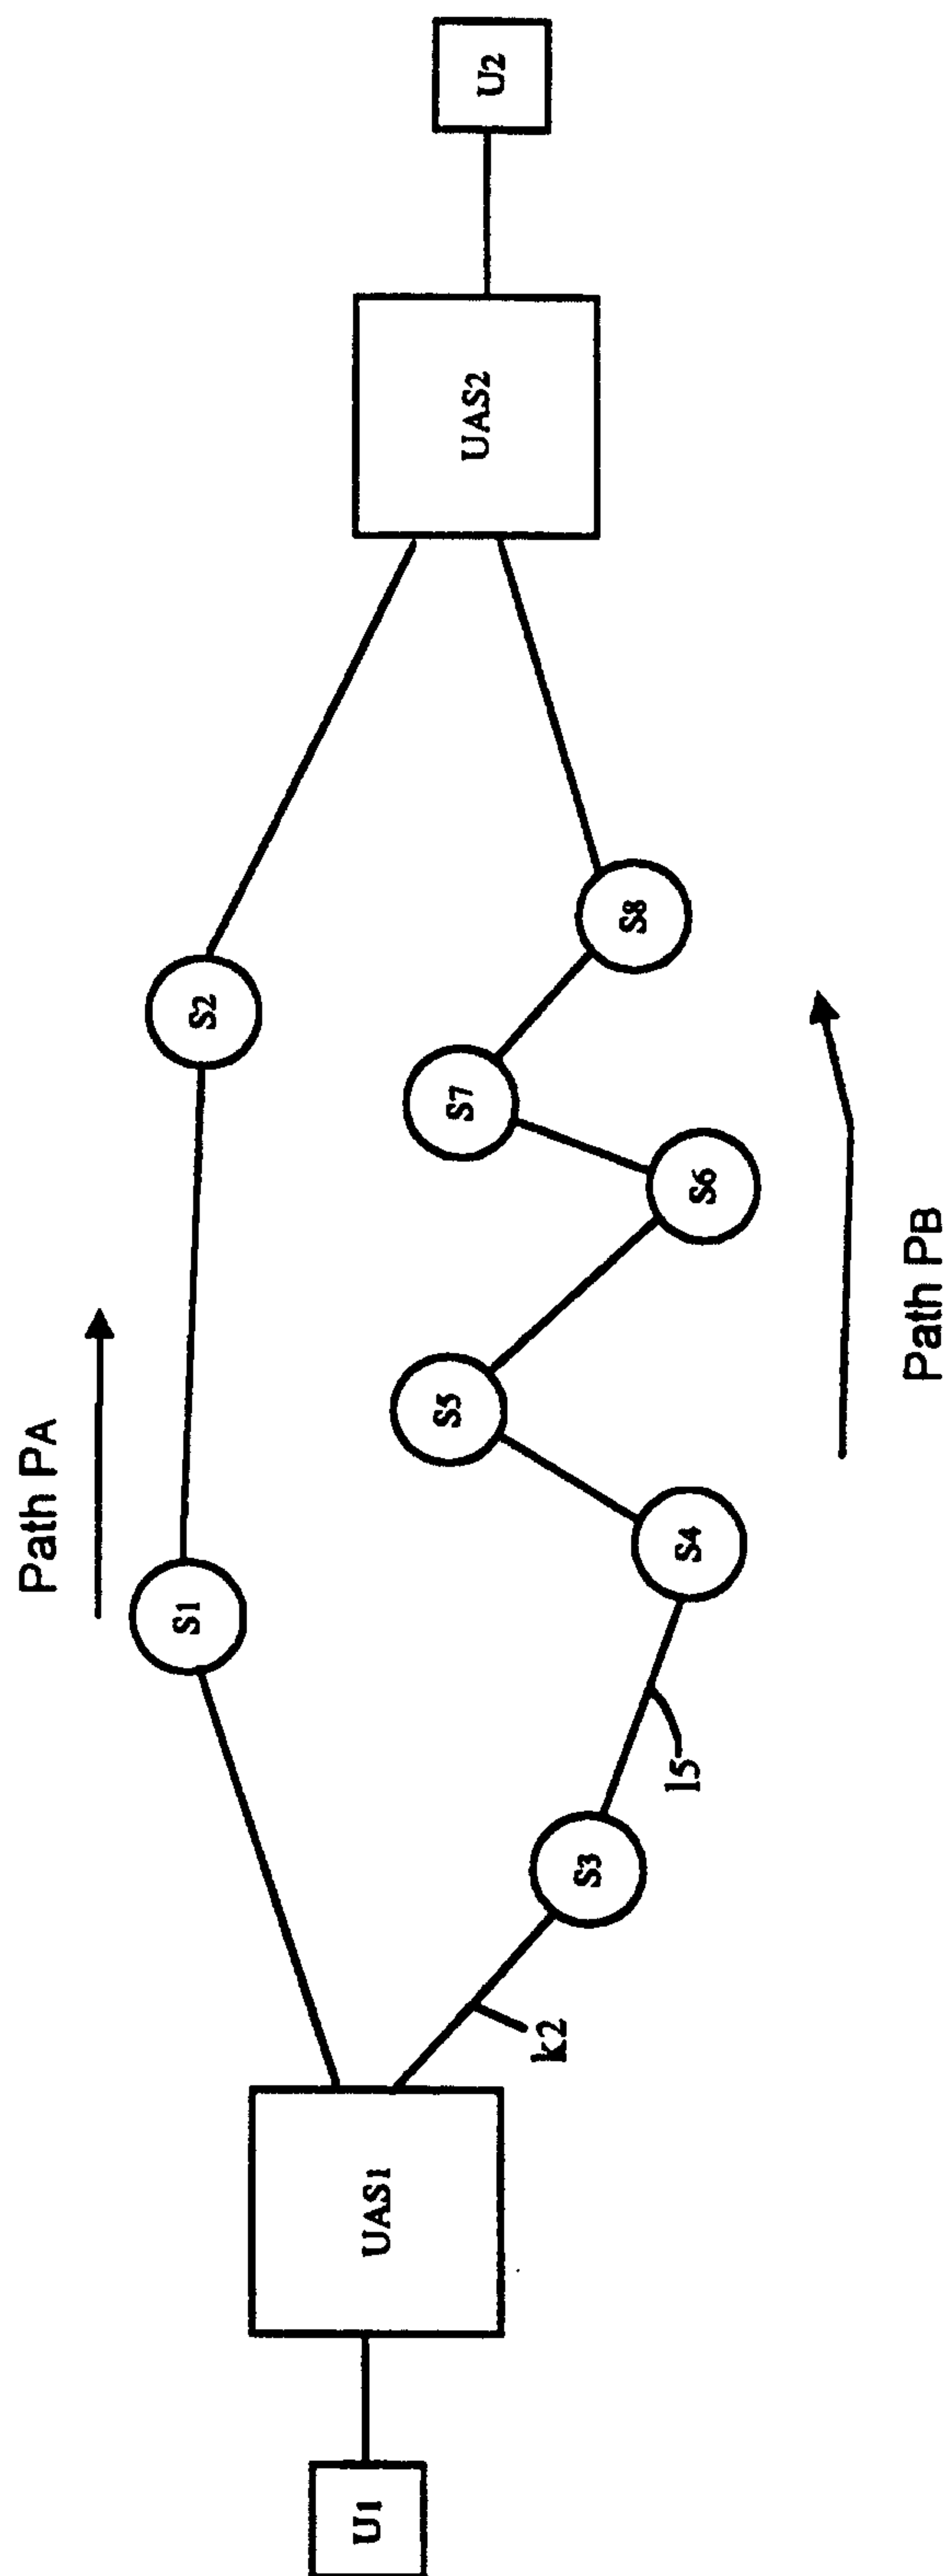 Path PA
S1
S2
U1
UAS1
UAS2
U2
k2
S3
l5
S4
S5
S6
S7
S8
Path PB